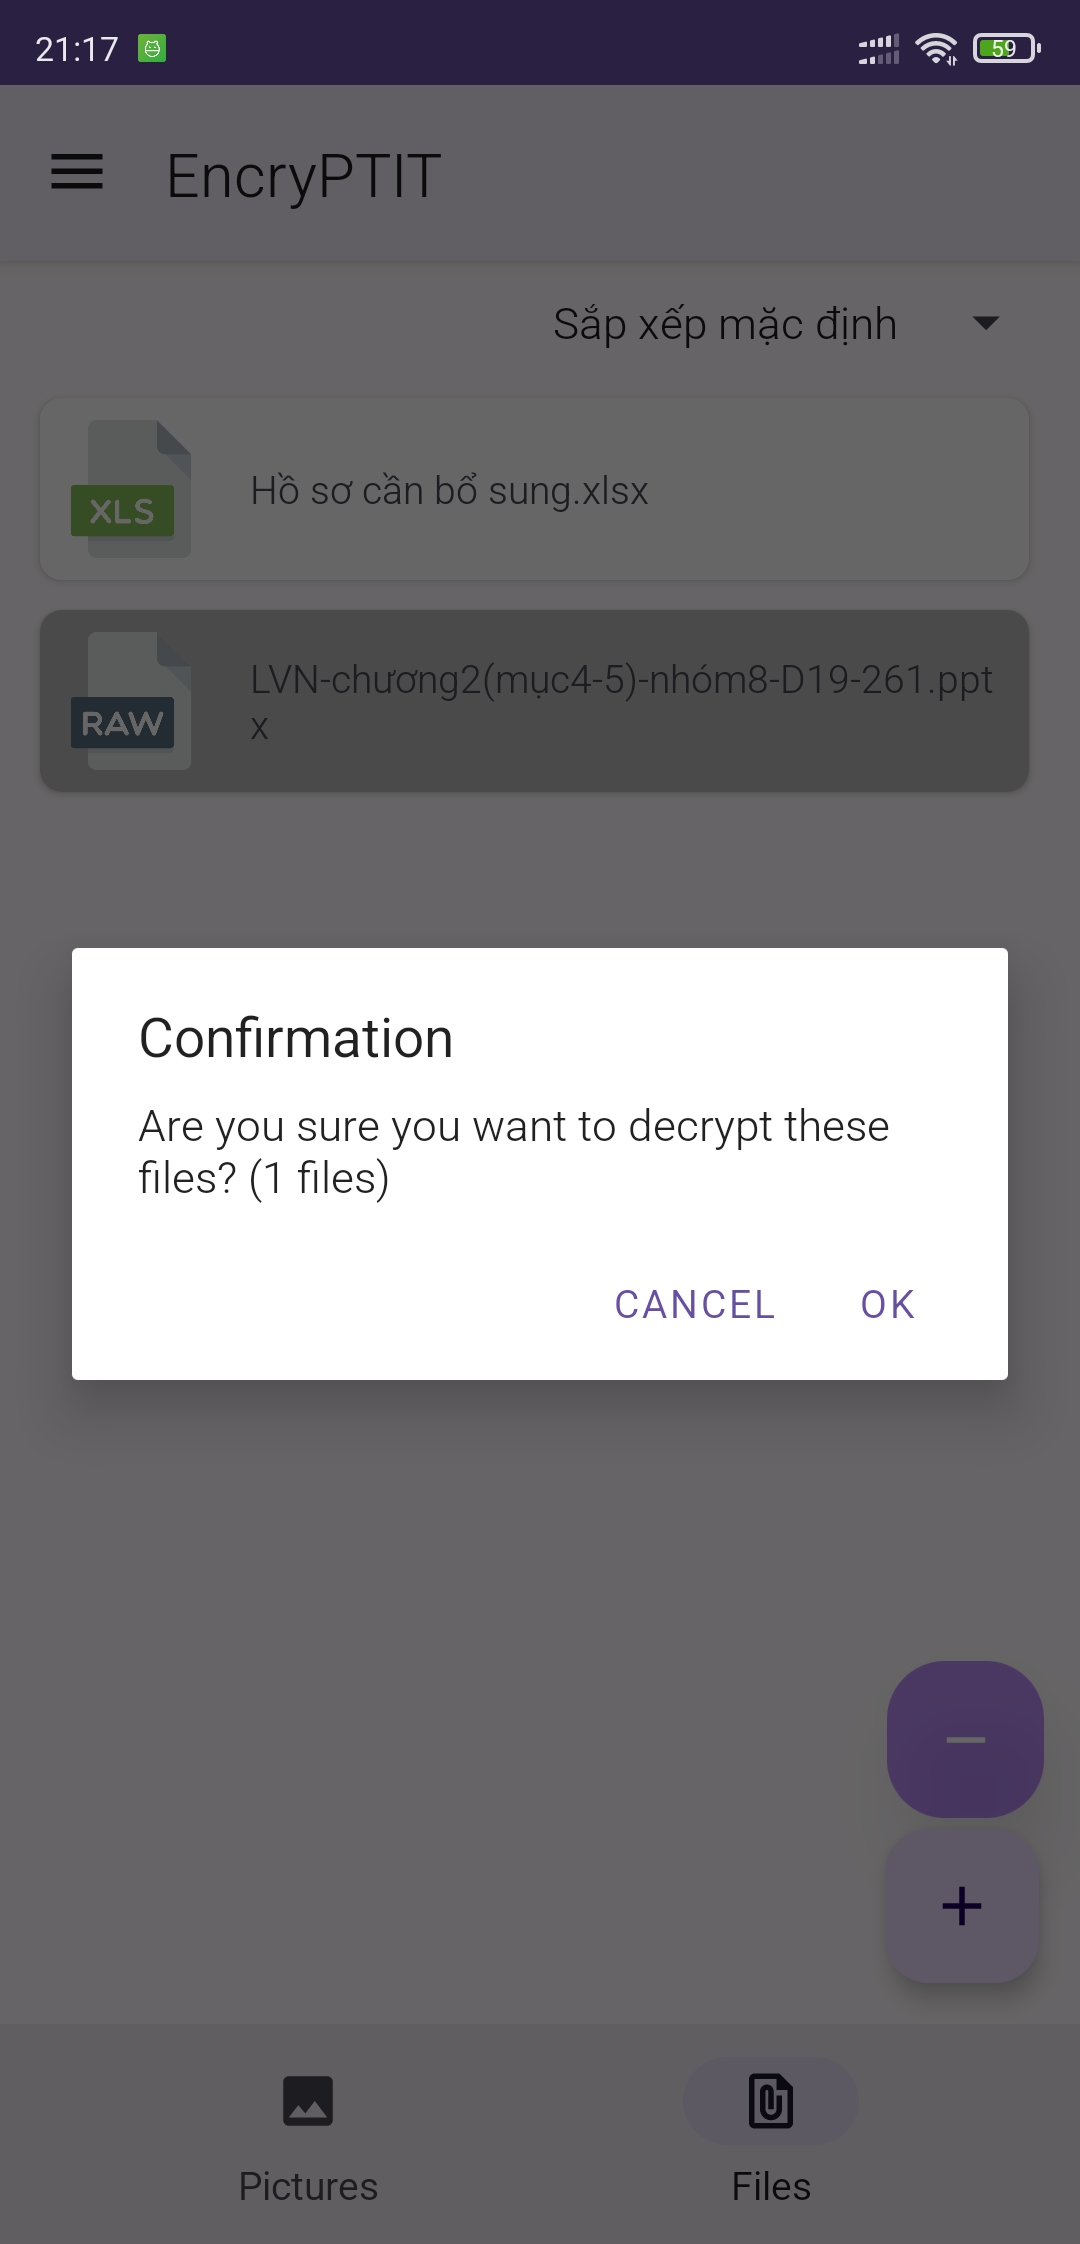 21:17
59
EncryPTIT
Sắp xếp mặc định
XLS
Hồ sơ cần bổ sung.xlsx
RAW
LVN-chương2(mục4-5)-nhóm8-D19-261.ppt
x
Confirmation
Are you sure you want to decrypt these
files? (1 files)
CANCEL OK
Pictures Files